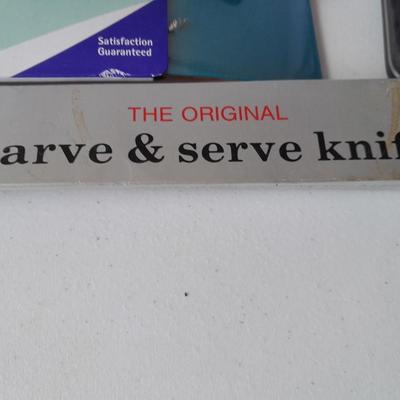 Satisfaction
Guaranteed
THE ORIGINAL
arve & serve knif